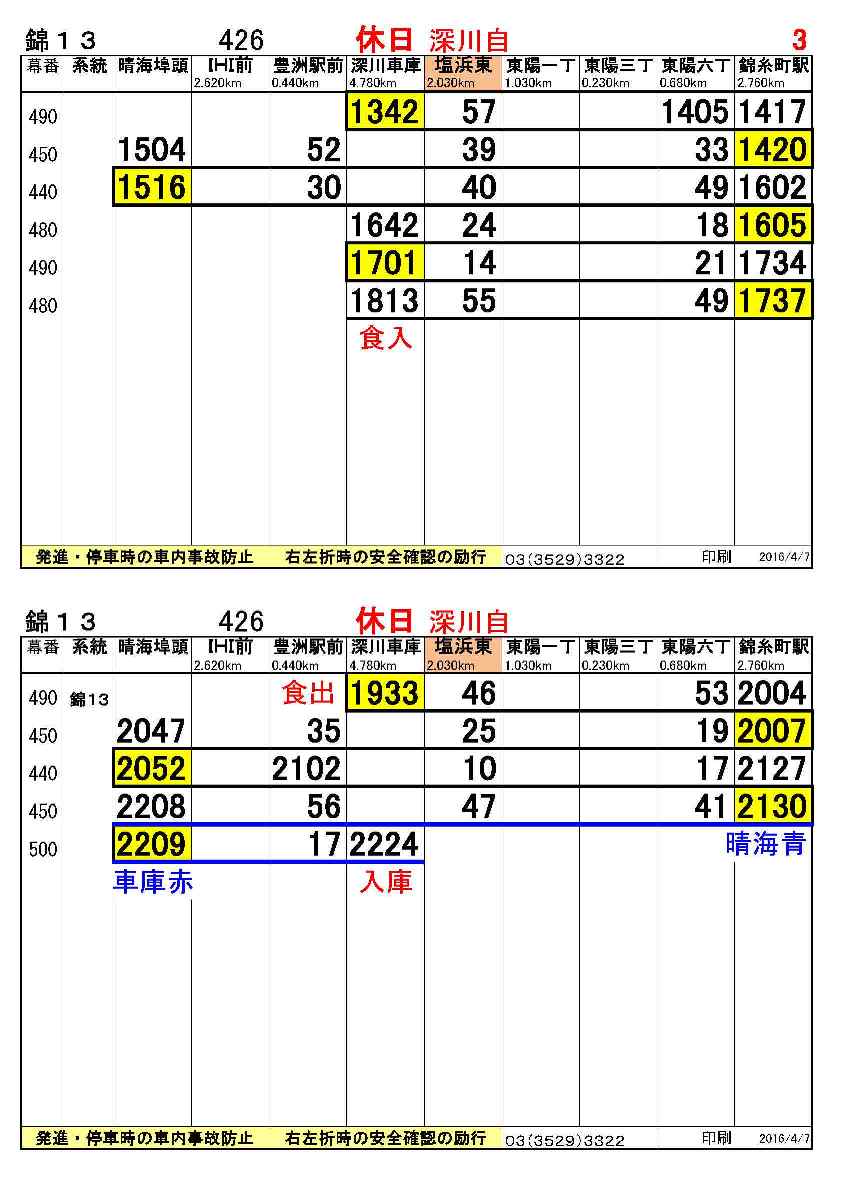 錦１３ 426 休日 深川自 3
幕番 系統 晴海埠頭 IHI前 豊洲駅前 深川車庫 塩浜東 東陽一丁 東陽三丁 東陽六丁 錦糸町駅
2.620km 0.440km 4.780km 2.030km 1.030km 0.230km 0.680km 2.760km
490 1342 57 1405 1417
450 1504 52 39 33 1420
440 1516 30 40 49 1602
480 1642 24 18 1605
490 1701 14 21 1734
480 1813 55 49 1737
食入
発進・停車時の車内事故防止 右左折時の安全確認の励行 03(3529)3322 印刷 2016/4/7
錦１３ 426 休日 深川自
幕番 系統 晴海埠頭 IHI前 豊洲駅前 深川車庫 塩浜東 東陽一丁 東陽三丁 東陽六丁 錦糸町駅
2.620km 0.440km 4.780km 2.030km 1.030km 0.230km 0.680km 2.760km
490 錦13 食出 1933 46 53 2004
450 2047 35 25 19 2007
440 2052 2102 10 17 2127
450 2208 56 47 41 2130
500 2209 17 2224 晴海青
車庫赤 入庫
発進・停車時の車内事故防止 右左折時の安全確認の励行 03(3529)3322 印刷 2016/4/7